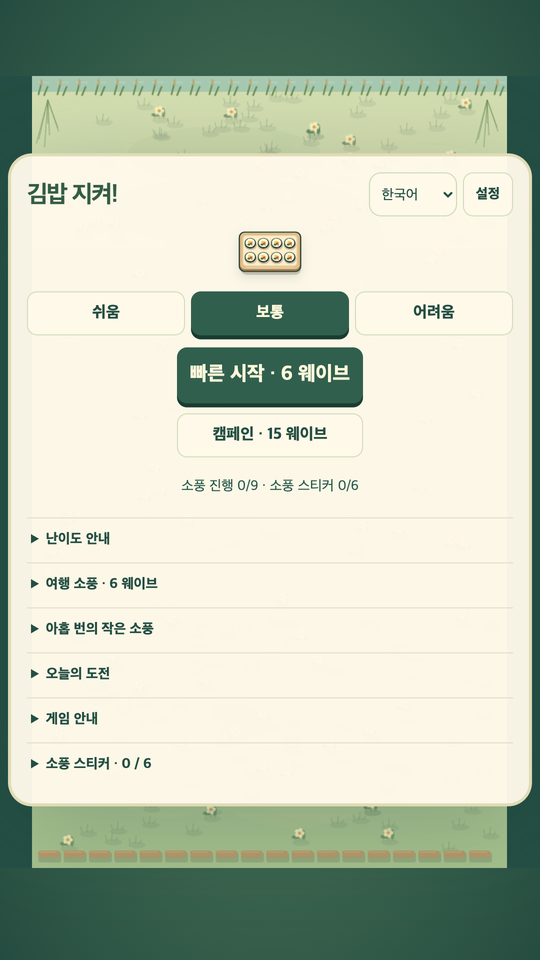 김밥 지켜!
한국어
설정
쉬움
보통
어려움
빠른 시작 · 6 웨이브
캠페인 · 15 웨이브
소풍 진행 0/9 · 소풍 스티커 0/6
▶ 난이도 안내
▶ 여행 소풍 · 6 웨이브
▶ 아홉 번의 작은 소풍
▶ 오늘의 도전
▶ 게임 안내
▶ 소풍 스티커 · 0 / 6